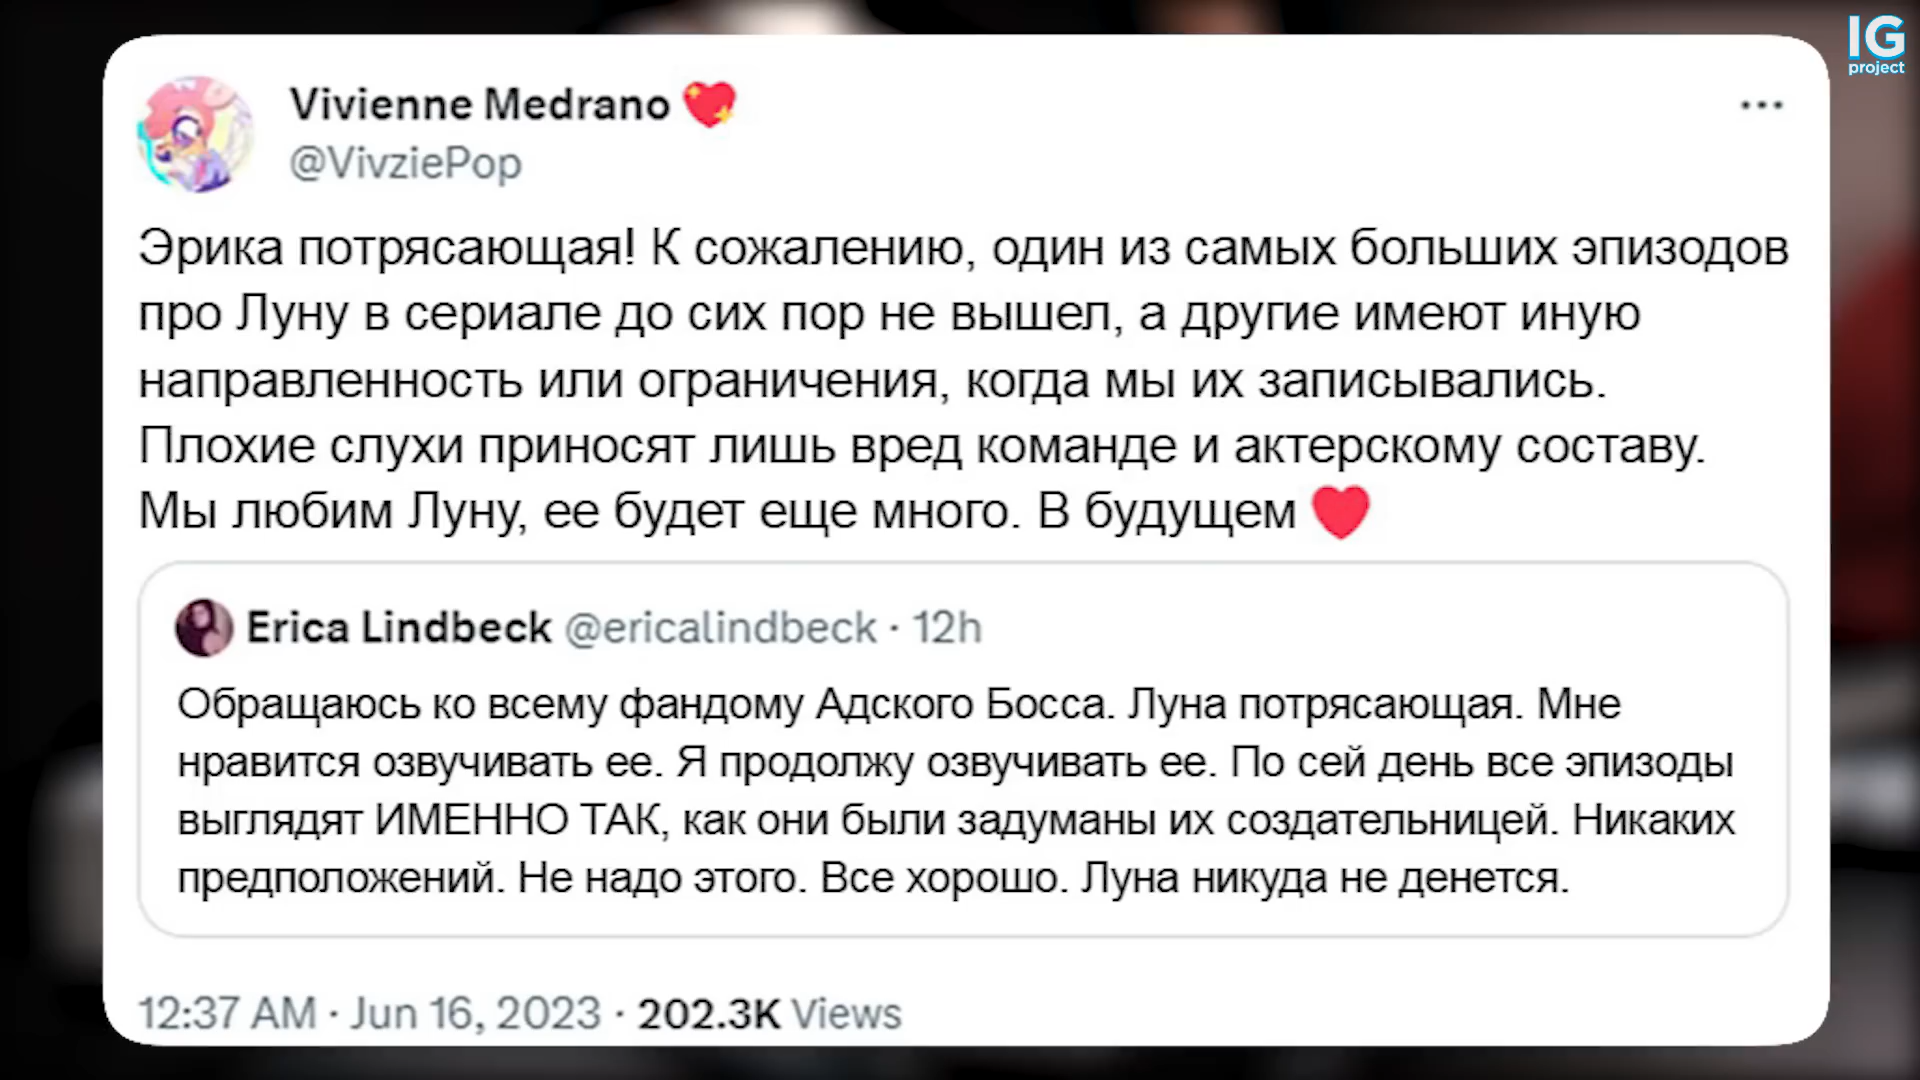 IG
project
Vivienne Medrano 💖
@VivziePop
Эрика потрясающая! К сожалению, один из самых больших эпизодов
про Луну в сериале до сих пор не вышел, а другие имеют иную
направленность или ограничения, когда мы их записывались.
Плохие слухи приносят лишь вред команде и актерскому составу.
Мы любим Луну, ее будет еще много. В будущем ❤️
Erica Lindbeck @ericalindbeck · 12h
Обращаюсь ко всему фандому Адского Босса. Луна потрясающая. Мне
нравится озвучивать ее. Я продолжу озвучивать ее. По сей день все эпизоды
выглядят ИМЕННО ТАК, как они были задуманы их создательницей. Никаких
предположений. Не надо этого. Все хорошо. Луна никуда не денется.
12:37 AM · Jun 16, 2023 · 202.3K Views